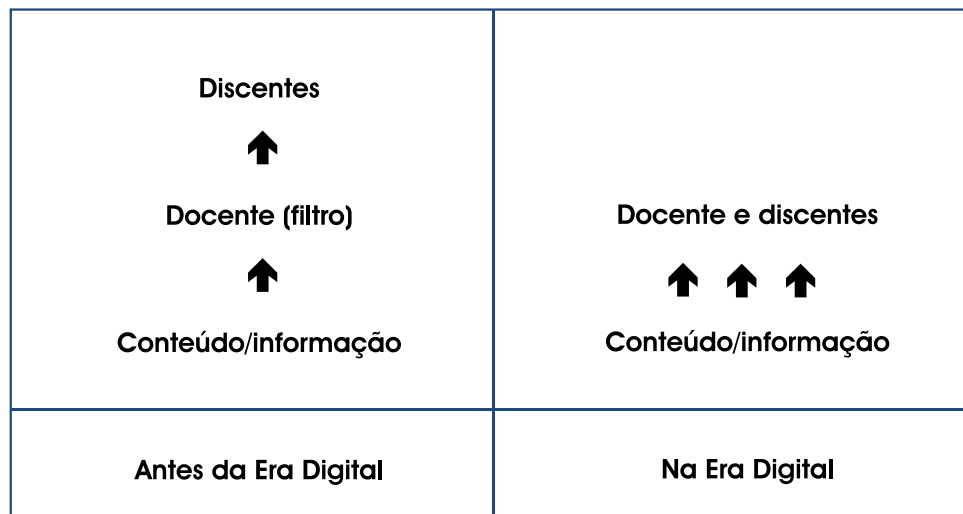 Discentes
Docente (filtro)
Conteúdo/informação
Antes da Era Digital
Docente e discentes
Conteúdo/informação
Na Era Digital